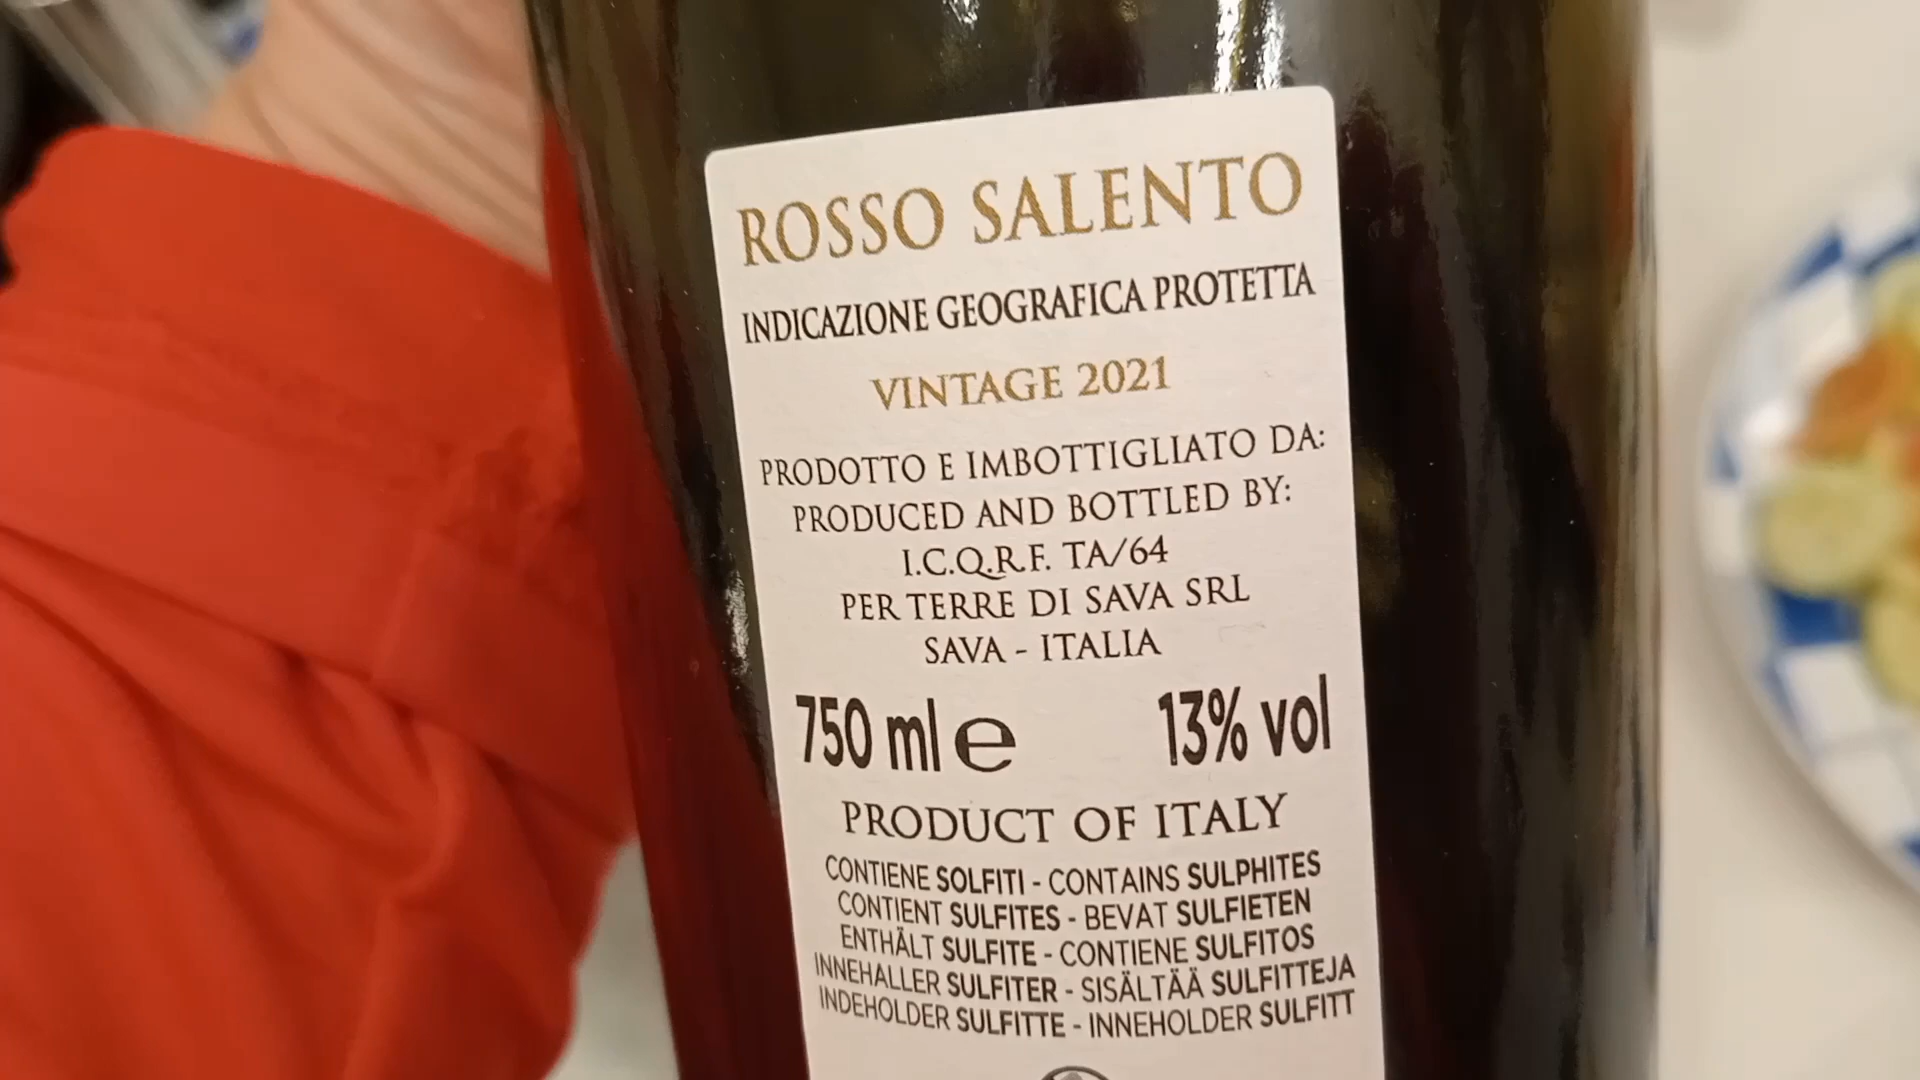 ROSSO SALENTO
INDICAZIONE GEOGRAFICA PROTETTA
VINTAGE 2021
PRODOTTO E IMBOTTIGLIATO DA:
PRODUCED AND BOTTLED BY:
I.C.Q.R.F. TA/64
PER TERRE DI SAVA SRL
SAVA - ITALIA
750 ml e 13% vol
PRODUCT OF ITALY
CONTIENE SOLFITI - CONTAINS SULPHITES
CONTIENT SULFITES - BEVAT SULFIETEN
ENTHÄLT SULFITE - CONTIENE SULFITOS
INNEHALLER SULFITER - SISÄLTÄÄ SULFITTEJA
INDEHOLDER SULFITTE - INNEHOLDER SULFITT